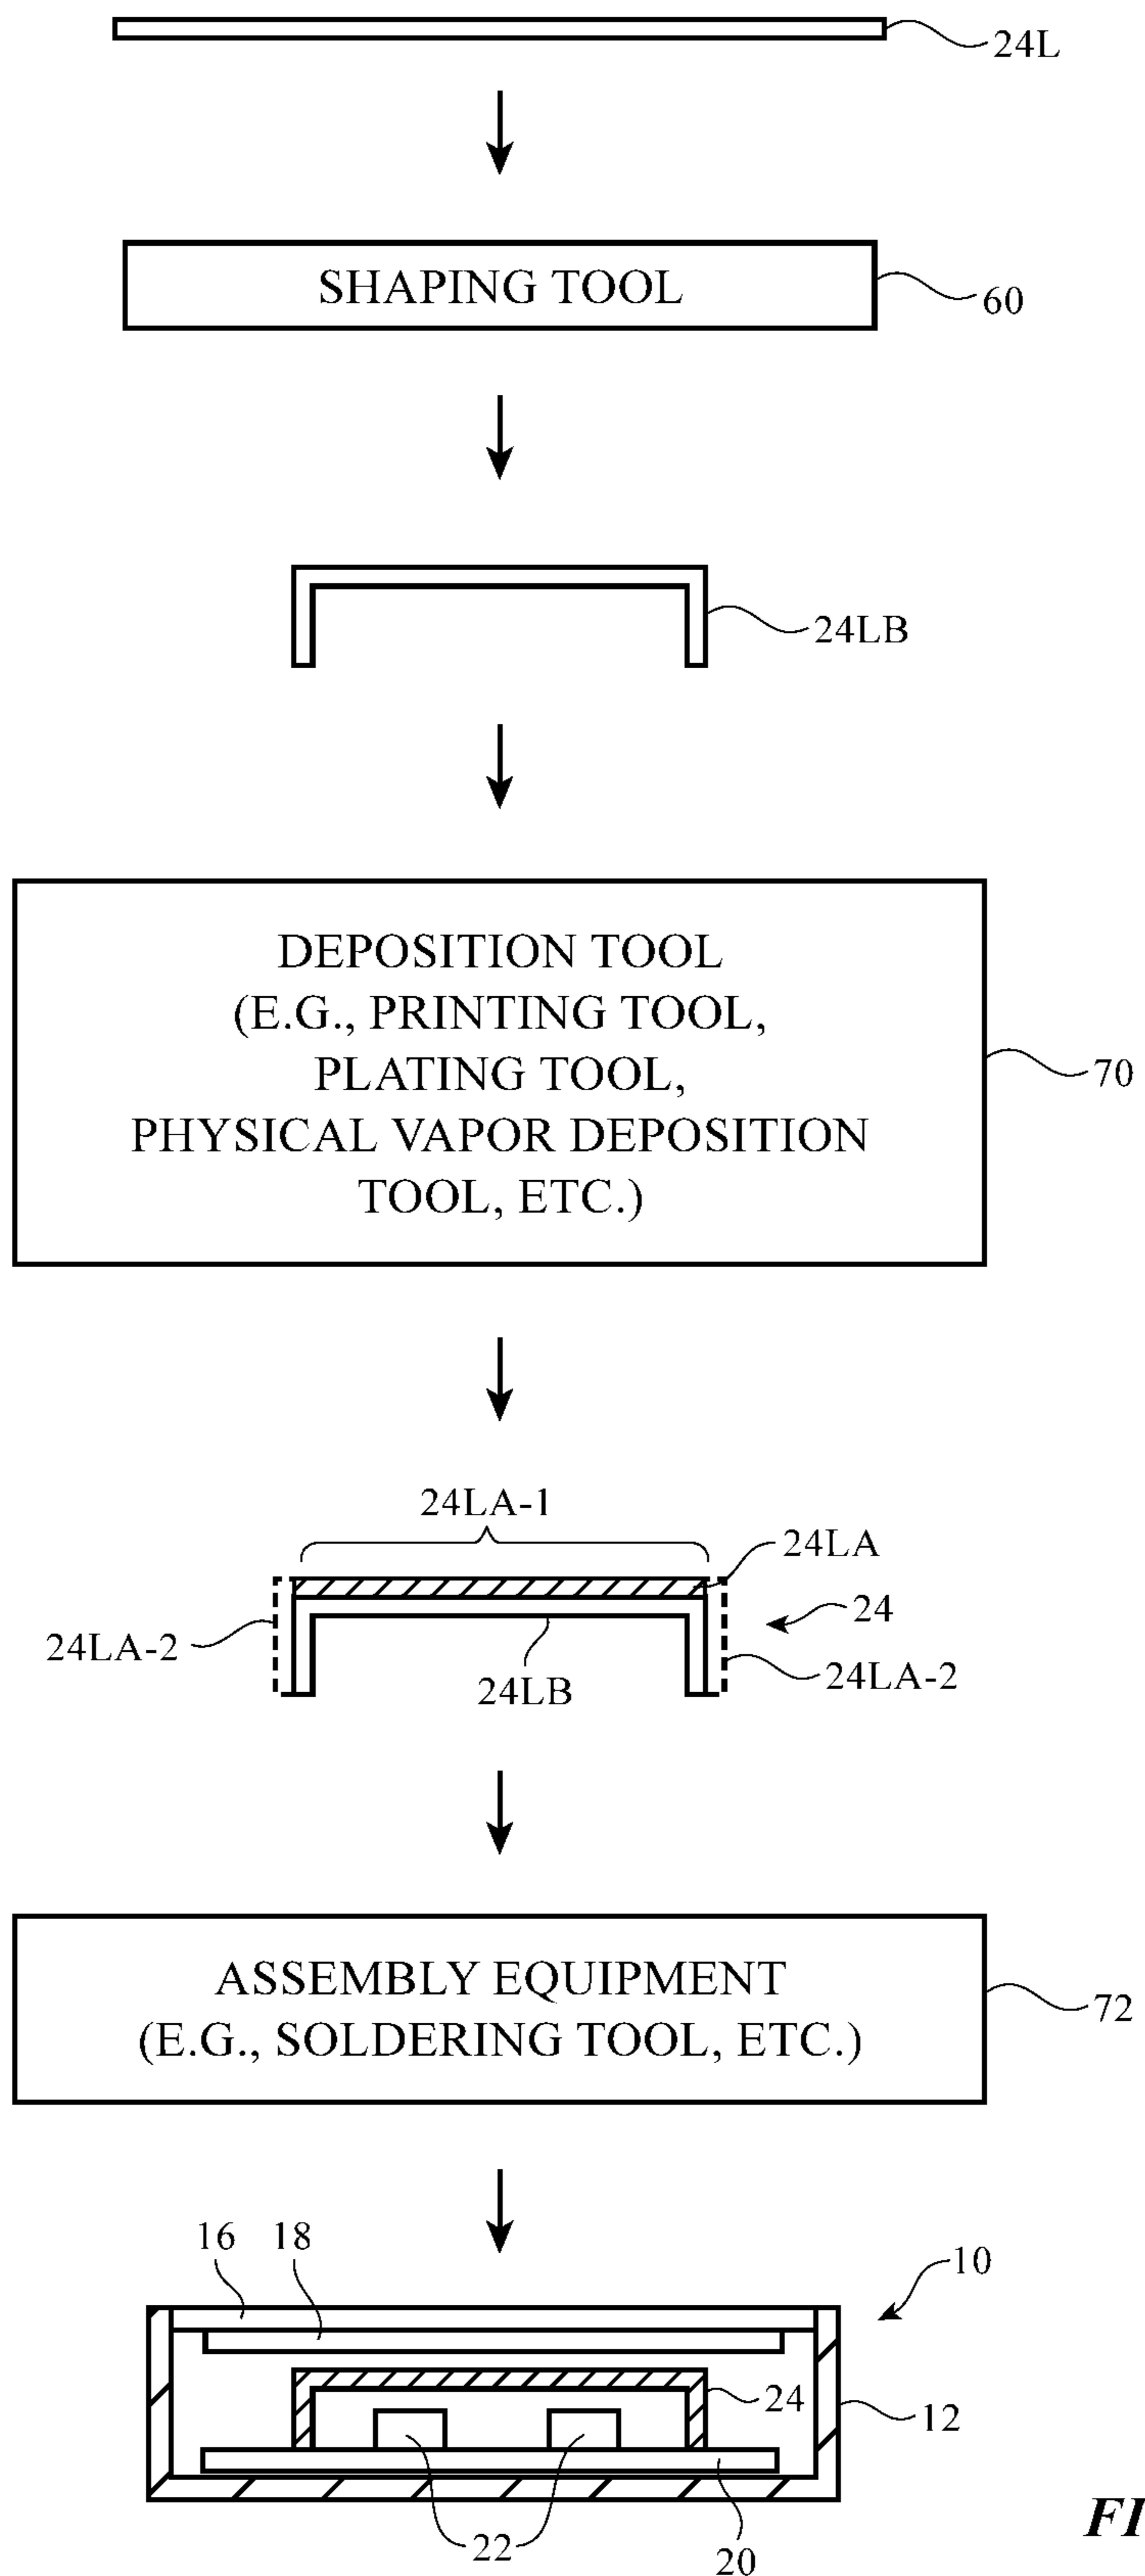 24L
SHAPING TOOL
60
24LB
DEPOSITION TOOL
(E.G., PRINTING TOOL,
PLATING TOOL,
PHYSICAL VAPOR DEPOSITION
TOOL, ETC.)
70
24LA-1
24LA
24
24LA-2
24LA-2
24LB
ASSEMBLY EQUIPMENT
(E.G., SOLDERING TOOL, ETC.)
72
16 18
10
24
12
22
20
FI